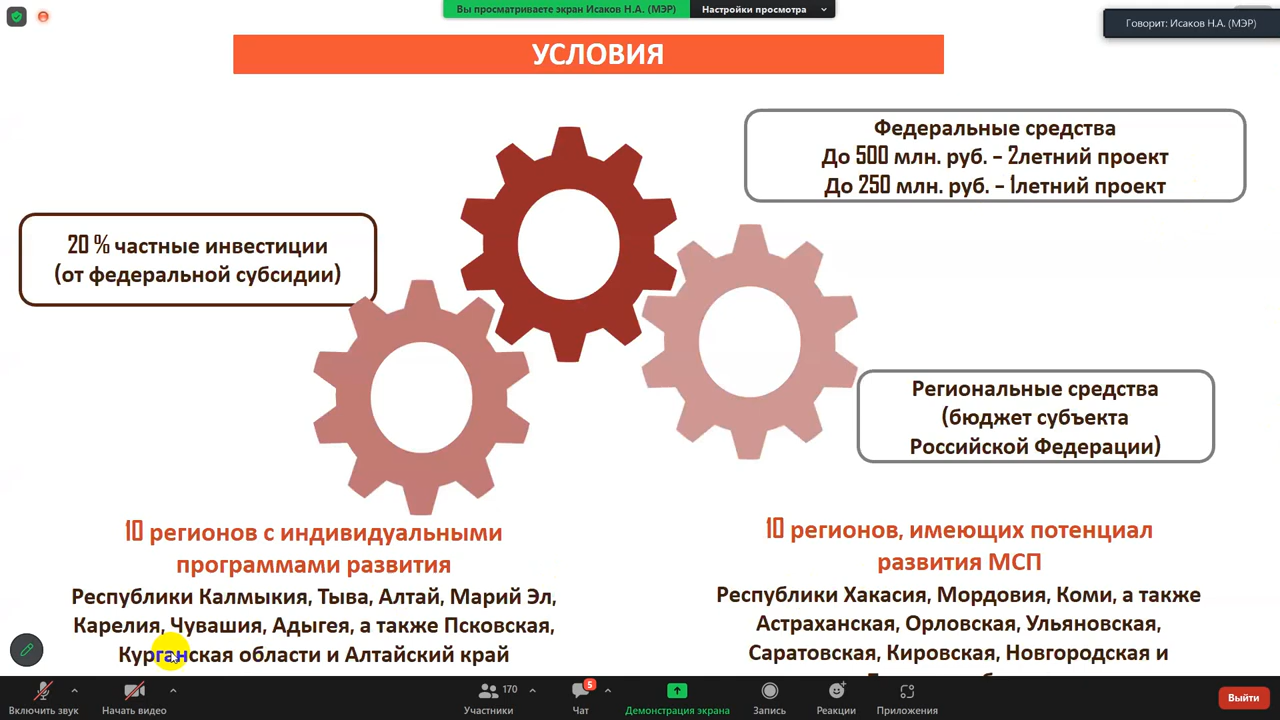 Вы просматриваете экран Исаков Н.А. (МЭР)
Настройки просмотра
Говорит: Исаков Н.А. (МЭР)
УСЛОВИЯ
Федеральные средства
До 500 млн. руб. – 2летний проект
До 250 млн. руб. – 1летний проект
20 % частные инвестиции
(от федеральной субсидии)
Региональные средства
(бюджет субъекта
Российской Федерации)
10 регионов с индивидуальными
программами развития
Республики Калмыкия, Тыва, Алтай, Марий Эл,
Карелия, Чувашия, Адыгея, а также Псковская,
Курганская области и Алтайский край
10 регионов, имеющих потенциал
развития МСП
Республики Хакасия, Мордовия, Коми, а также
Астраханская, Орловская, Ульяновская,
Саратовская, Кировская, Новгородская и
Включить звук
Начать видео
170
Участники
5
Чат
Демонстрация экрана
Запись
Реакции
Приложения
Выйти